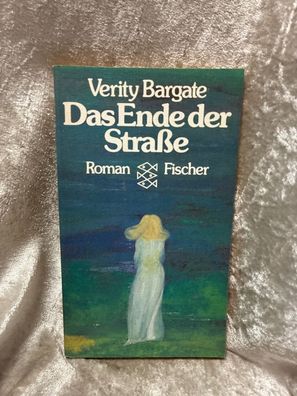 Verity Bargate
Das Ende der
Straße
Roman Fischer